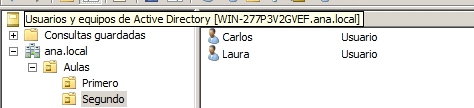 Usuarios y equipos de Active Directory [WIN-277P3V2GVEF.ana.local]
Consultas guardadas
ana.local
Aulas
Primero
Segundo
Carlos Usuario
Laura Usuario